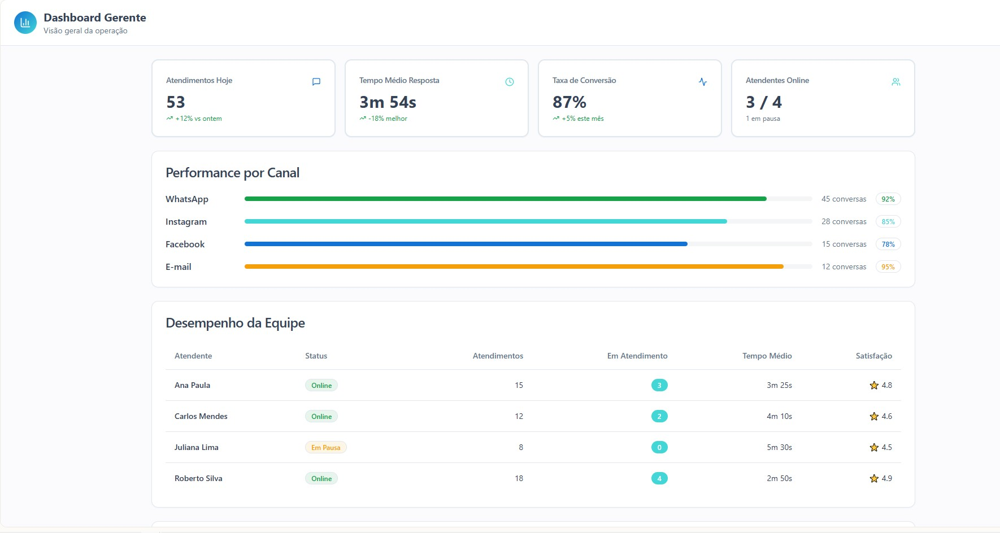 Dashboard Gerente
Visão geral da operação
Atendimentos Hoje
53
+12% vs ontem
Tempo Médio Resposta
3m 54s
-18% melhor
Taxa de Conversão
87%
+5% este mês
Atendentes Online
3 / 4
1 em pausa
Performance por Canal
WhatsApp 45 conversas 92%
Instagram 28 conversas 85%
Facebook 15 conversas 78%
E-mail 12 conversas 95%
Desempenho da Equipe
Atendente Status Atendimentos Em Atendimento Tempo Médio Satisfação
Ana Paula Online 15 3 3m 25s 4.8
Carlos Mendes Online 12 2 4m 10s 4.6
Juliana Lima Em Pausa 8 0 5m 30s 4.5
Roberto Silva Online 18 4 2m 50s 4.9